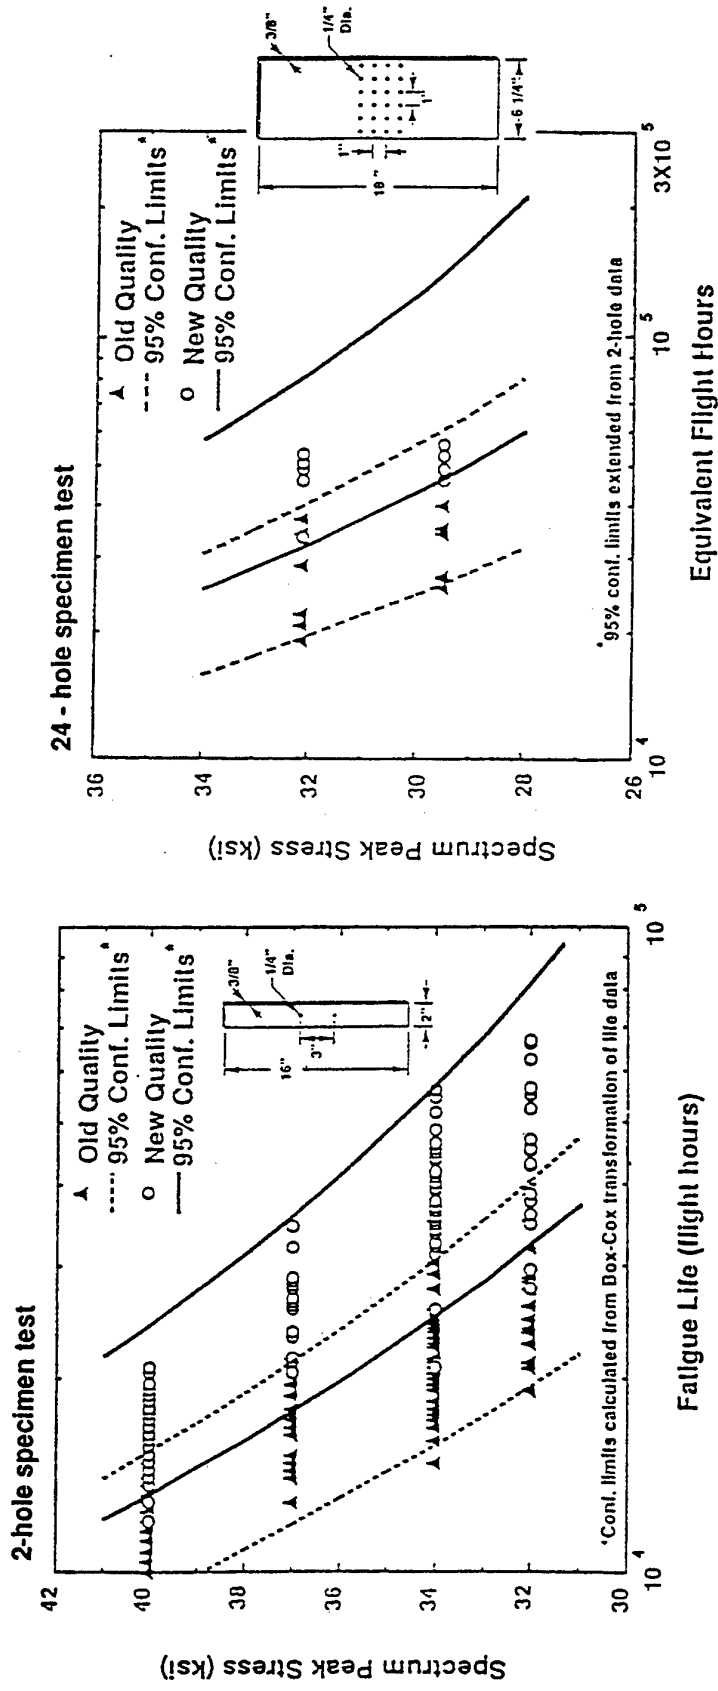 2-hole specimen test
Old Quality
95% Conf. Limits*
New Quality
95% Conf. Limits*
3/8"
1/4"
Dia.
16"
3"
2"
42
40
38
36
34
32
30
Spectrum Peak Stress (ksi)
10 4
10 5
*Conf. limits calculated from Box-Cox transformation of life data
Fatigue Life (flight hours)
24 - hole specimen test
Old Quality
95% Conf. Limits*
New Quality
95% Conf. Limits*
3/8"
1/4"
Dia.
1"
18"
1"
6 1/4"
36
34
32
30
28
26
Spectrum Peak Stress (ksi)
10 4
10 5
3X10 5
*95% conf. limits extended from 2-hole data
Equivalent Flight Hours